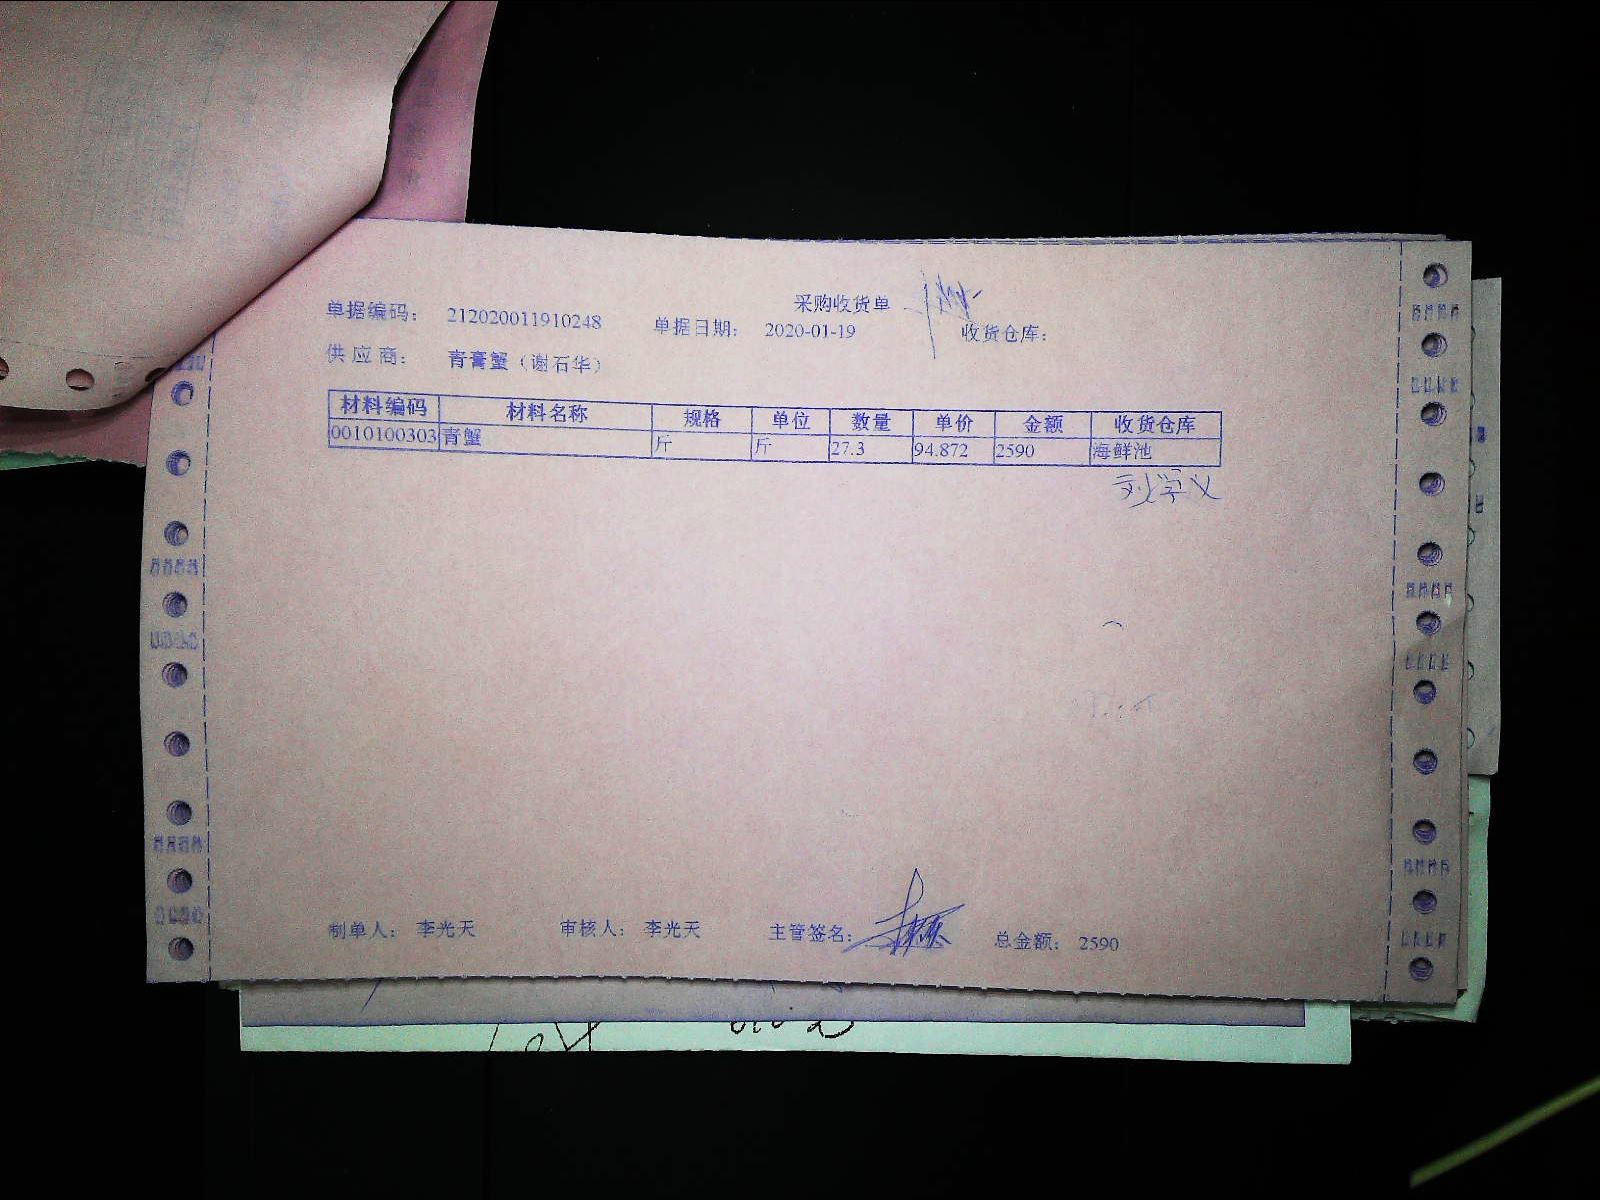 采购收货单
单据编码: 212020011910248 单据日期: 2020-01-19 收货仓库:
供应商: 青膏蟹（谢石华）
材料编码 材料名称 规格 单位 数量 单价 金额 收货仓库
0010100303 青蟹 斤 斤 27.3 94.872 2590 海鲜池
刘学义
制单人: 李光天 审核人: 李光天 主管签名: 总金额: 2590